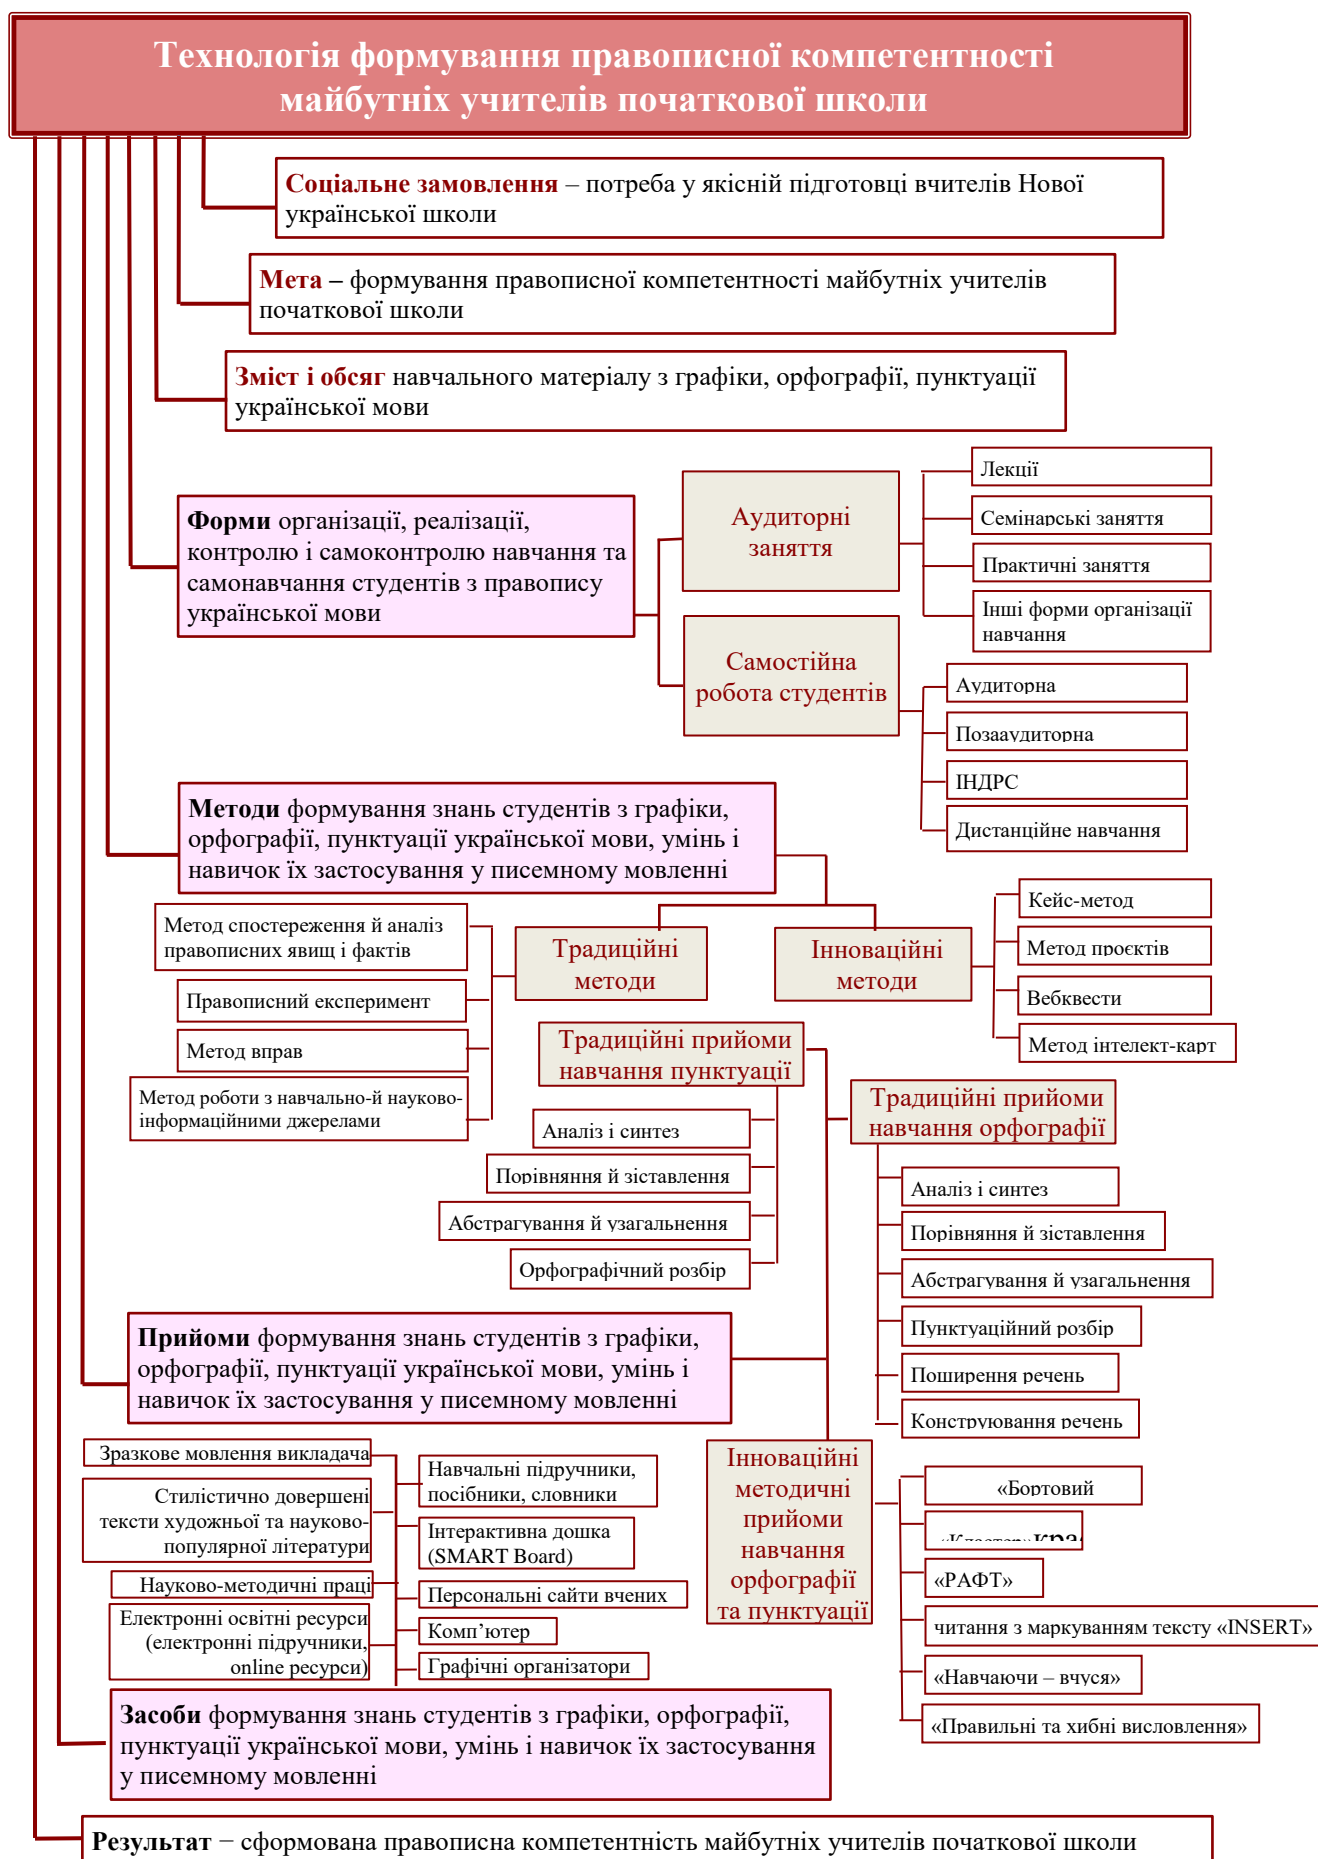 Технологія формування правописної компетентності
майбутніх учителів початкової школи
Соціальне замовлення – потреба у якісній підготовці вчителів Нової
української школи
Мета – формування правописної компетентності майбутніх учителів
початкової школи
Зміст і обсяг навчального матеріалу з графіки, орфографії, пунктуації
української мови
Форми організації, реалізації,
контролю і самоконтролю навчання та
самонавчання студентів з правопису
української мови
Аудиторні
заняття
Лекції
Семінарські заняття
Практичні заняття
Інші форми організації
навчання
Самостійна
робота студентів
Аудиторна
Позааудиторна
ІНДРС
Дистанційне навчання
Методи формування знань студентів з графіки,
орфографії, пунктуації української мови, умінь і
навичок їх застосування у писемному мовленні
Традиційні
методи
Метод спостереження й аналіз
правописних явищ і фактів
Правописний експеримент
Метод вправ
Метод роботи з навчально-й науково-
інформаційними джерелами
Інноваційні
методи
Кейс-метод
Метод проєктів
Вебквести
Метод інтелект-карт
Традиційні прийоми
навчання пунктуації
Аналіз і синтез
Порівняння й зіставлення
Абстрагування й узагальнення
Орфографічний розбір
Традиційні прийоми
навчання орфографії
Аналіз і синтез
Порівняння й зіставлення
Абстрагування й узагальнення
Пунктуаційний розбір
Поширення речень
Конструювання речень
Прийоми формування знань студентів з графіки,
орфографії, пунктуації української мови, умінь і
навичок їх застосування у писемному мовленні
Інноваційні
методичні
прийоми
навчання
орфографії
та пунктуації
«Бортовий
«Кластер»
«РАФТ»
читання з маркуванням тексту «INSERT»
«Навчаючи – вчуся»
«Правильні та хибні висловлення»
Зразкове мовлення викладача
Стилістично довершені
тексти художньої та науково-
популярної літератури
Науково-методичні праці
Електронні освітні ресурси
(електронні підручники,
online ресурси)
Навчальні підручники,
посібники, словники
Інтерактивна дошка
(SMART Board)
Персональні сайти вчених
Комп’ютер
Графічні організатори
Засоби формування знань студентів з графіки, орфографії,
пунктуації української мови, умінь і навичок їх застосування
у писемному мовленні
Результат − сформована правописна компетентність майбутніх учителів початкової школи